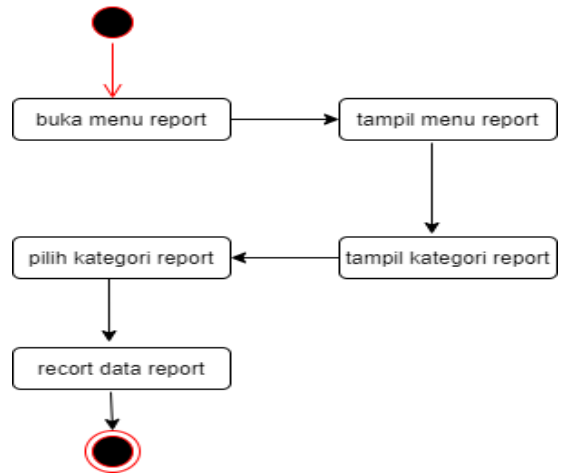 buka menu report
tampil menu report
tampil kategori report
pilih kategori report
recort data report